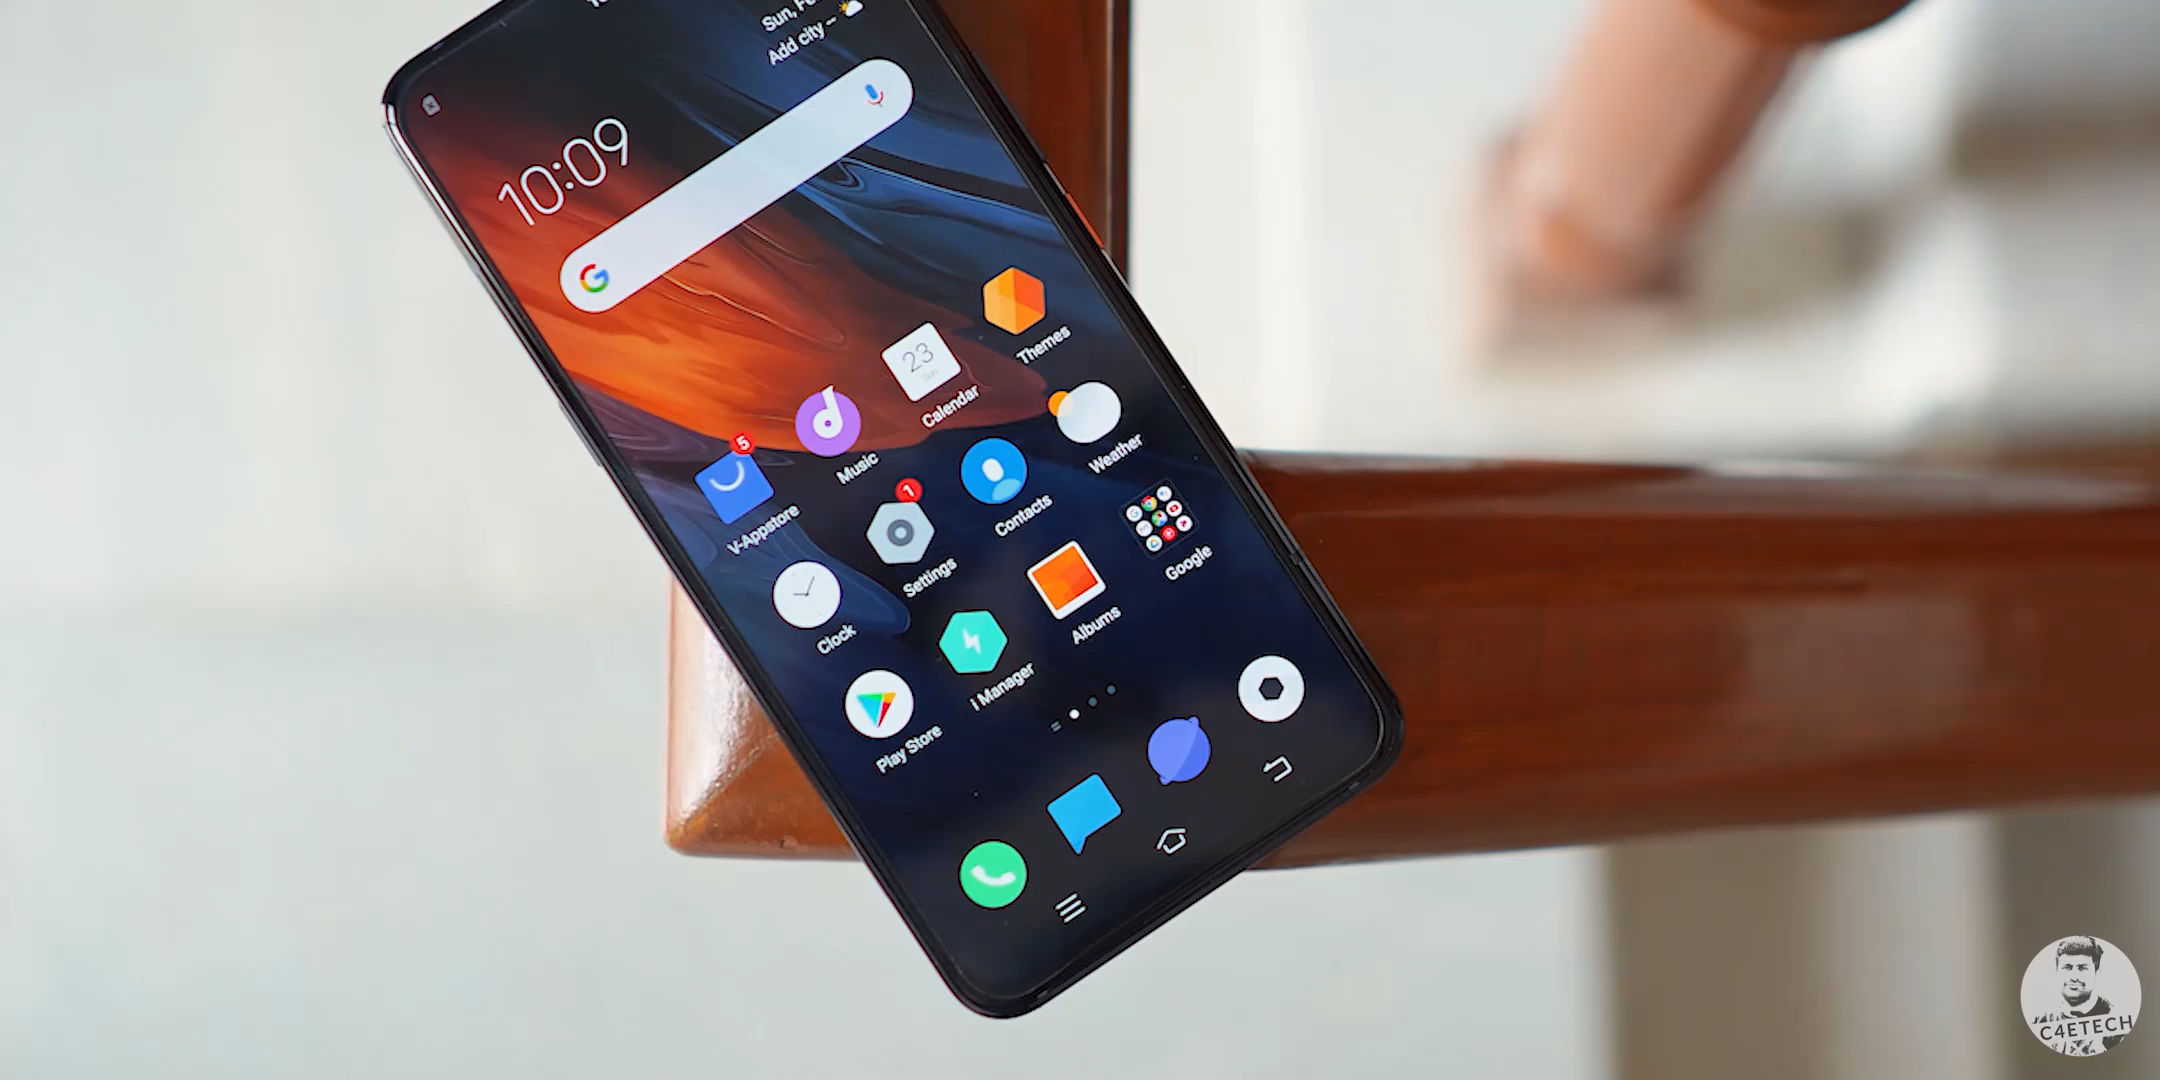 Add city
10:09
G
Themes
23
Sun
Calendar
Weather
5
Music
1
Contacts
V-Appstore
Settings
Google
Clock
Albums
i Manager
Play Store
C4ETECH